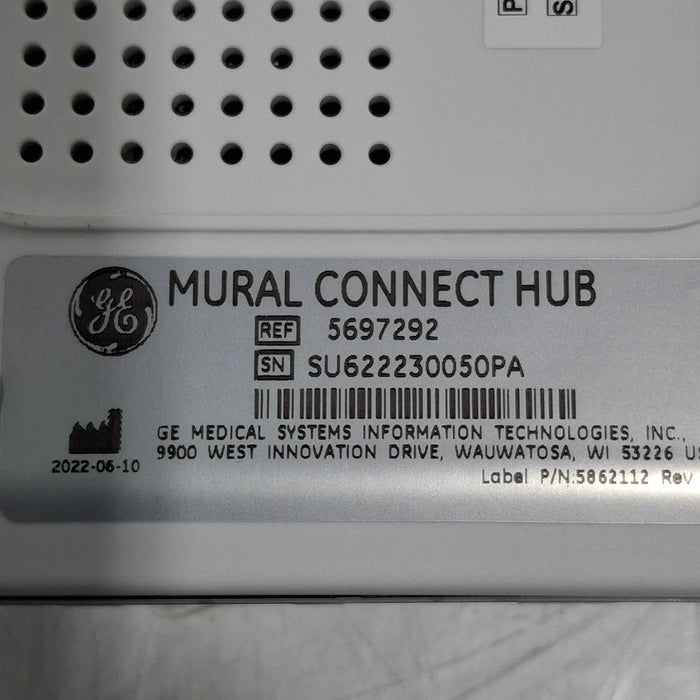 P
S
GE
MURAL CONNECT HUB
REF 5697292
SN SU622230050PA
GE MEDICAL SYSTEMS INFORMATION TECHNOLOGIES, INC.,
9900 WEST INNOVATION DRIVE, WAUWATOSA, WI 53226 US
2022-06-10
Label P/N:5862112 Rev